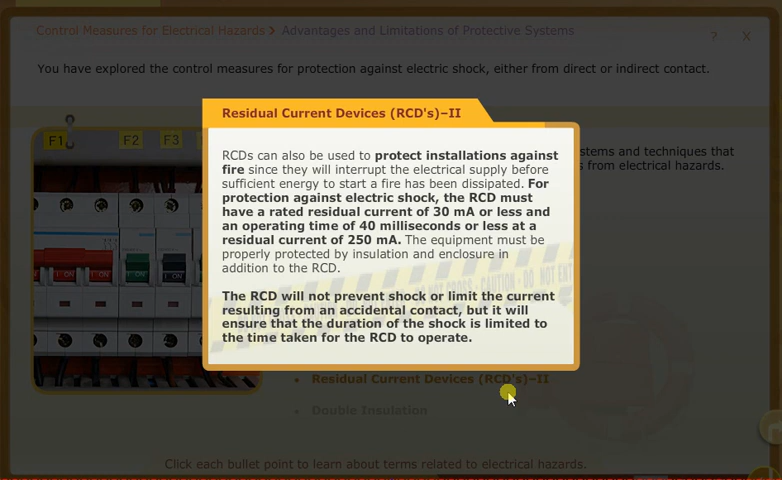 Control Measures for Electrical Hazards > Advantages and Limitations of Protective Systems
? X
You have explored the control measures for protection against electric shock, either from direct or indirect contact.
F1 F2 F3
stems and techniques that
s from electrical hazards.
Residual Current Devices (RCD's)–II
RCDs can also be used to protect installations against
fire since they will interrupt the electrical supply before
sufficient energy to start a fire has been dissipated. For
protection against electric shock, the RCD must
have a rated residual current of 30 mA or less and
an operating time of 40 milliseconds or less at a
residual current of 250 mA. The equipment must be
properly protected by insulation and enclosure in
addition to the RCD.
The RCD will not prevent shock or limit the current
resulting from an accidental contact, but it will
ensure that the duration of the shock is limited to
the time taken for the RCD to operate.
• Residual Current Devices (RCD's)–II
• Double Insulation
Click each bullet point to learn about terms related to electrical hazards.